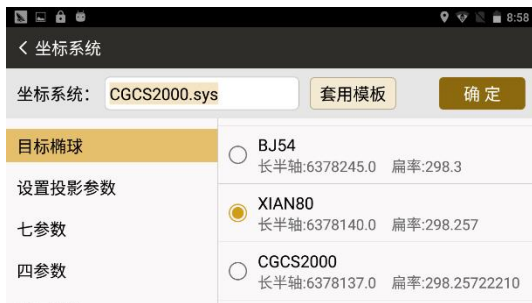 8:58
坐标系统
坐标系统: CGCS2000.sys 套用模板 确定
目标椭球
设置投影参数
七参数
四参数
BJ54
长半轴:6378245.0 扁率:298.3
XIAN80
长半轴:6378140.0 扁率:298.257
CGCS2000
长半轴:6378137.0 扁率:298.25722210